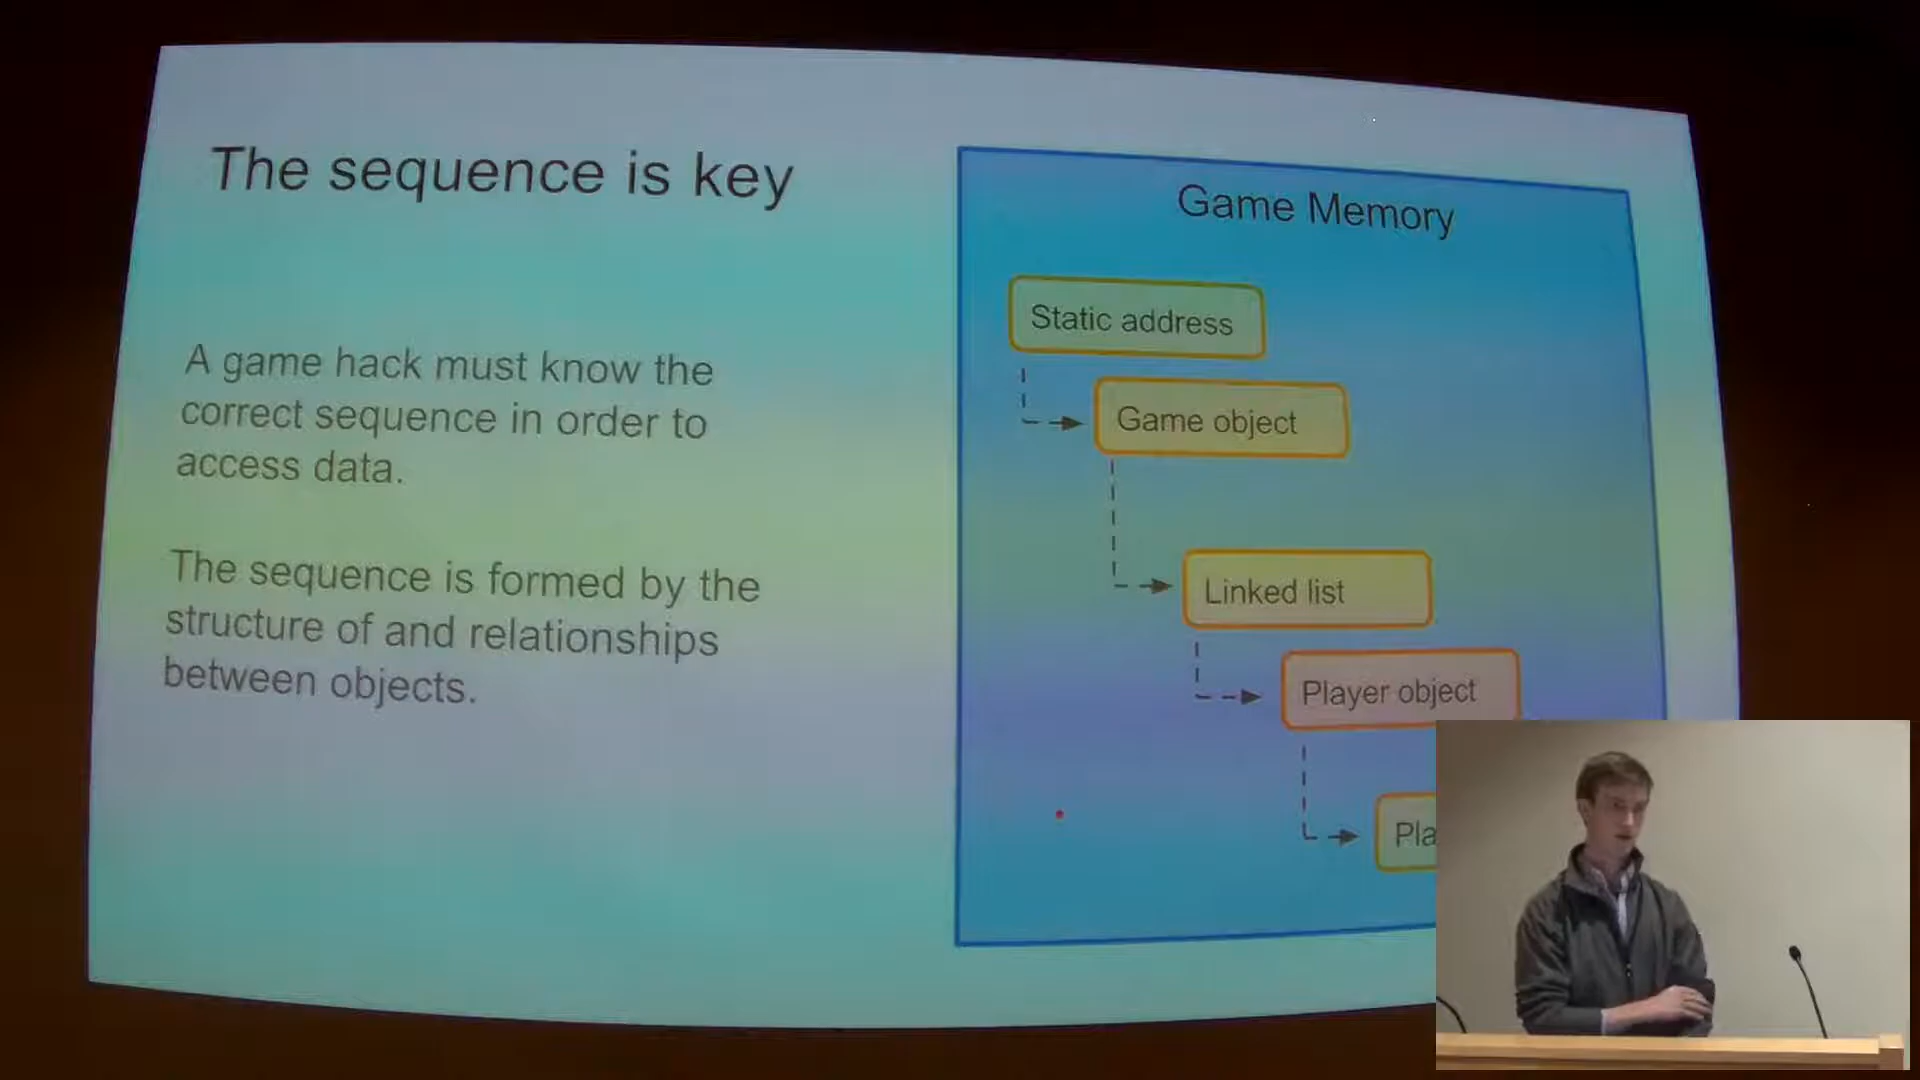 The sequence is key
A game hack must know the
correct sequence in order to
access data.
The sequence is formed by the
structure of and relationships
between objects.
Game Memory
Static address
Game object
Linked list
Player object